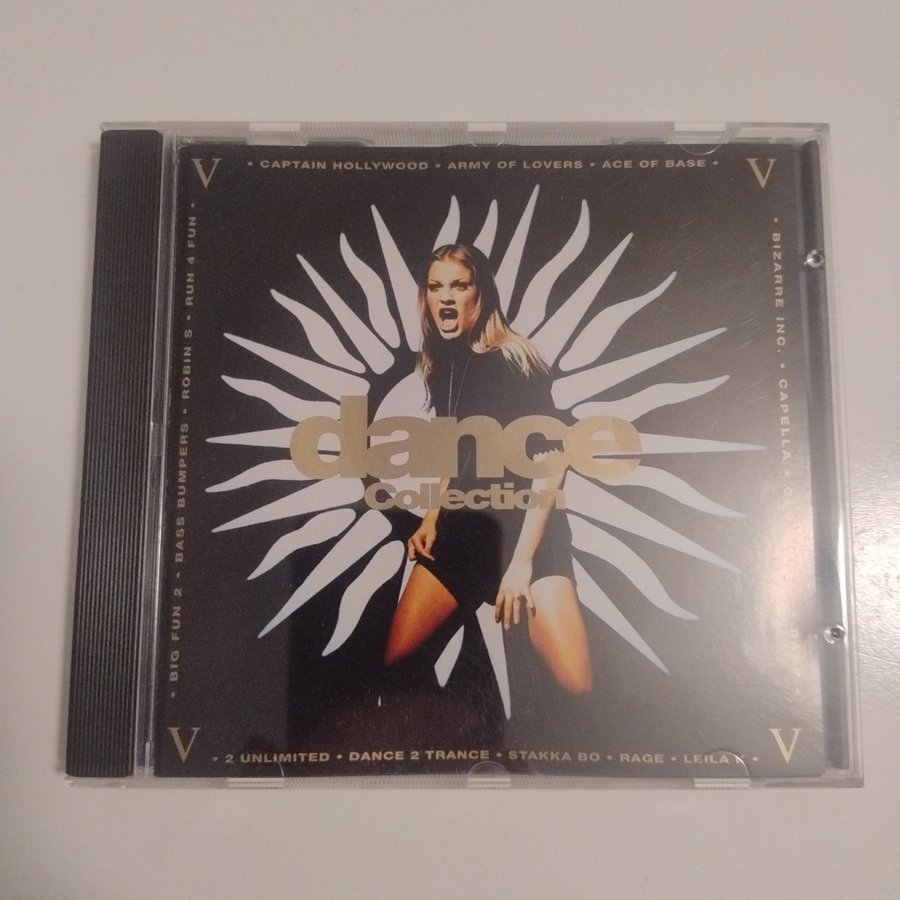 V
• CAPTAIN HOLLYWOOD • ARMY OF LOVERS • ACE OF BASE •
V
• BIZARRE INC. • CAPELLA •
• BIG FUN 2 • BASS BUMPERS • ROBIN S • RUN 4 FUN •
dance
Collection
V
• 2 UNLIMITED • DANCE 2 TRANCE • STAKKA BO • RAGE • LEILA K •
V